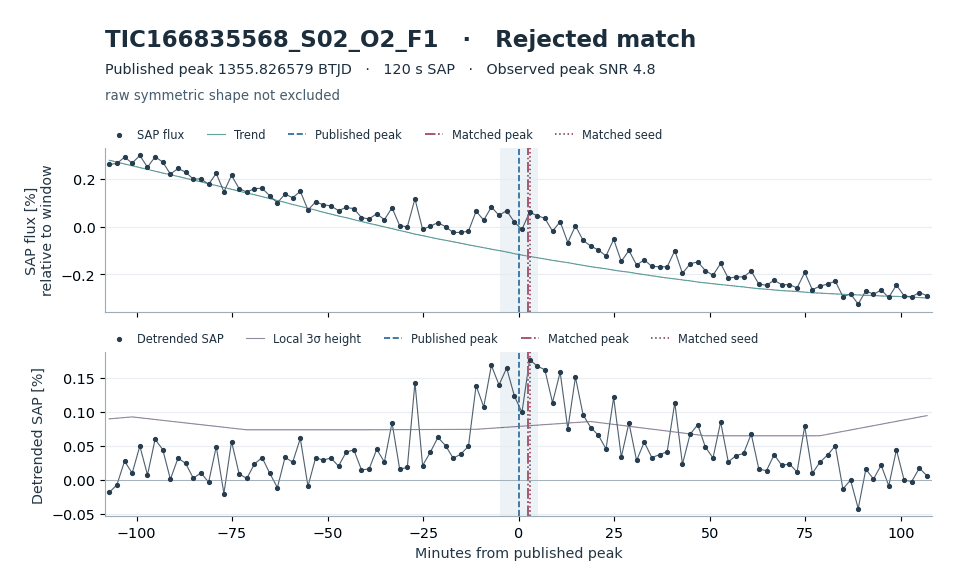 TIC166835568_S02_O2_F1 · Rejected match
Published peak 1355.826579 BTJD · 120 s SAP · Observed peak SNR 4.8
raw symmetric shape not excluded
SAP flux Trend Published peak Matched peak Matched seed
SAP flux [%]
relative to window
0.2
0.0
−0.2
Detrended SAP Local 3σ height Published peak Matched peak Matched seed
Detrended SAP [%]
0.15
0.10
0.05
0.00
−0.05
−100 −75 −50 −25 0 25 50 75 100
Minutes from published peak